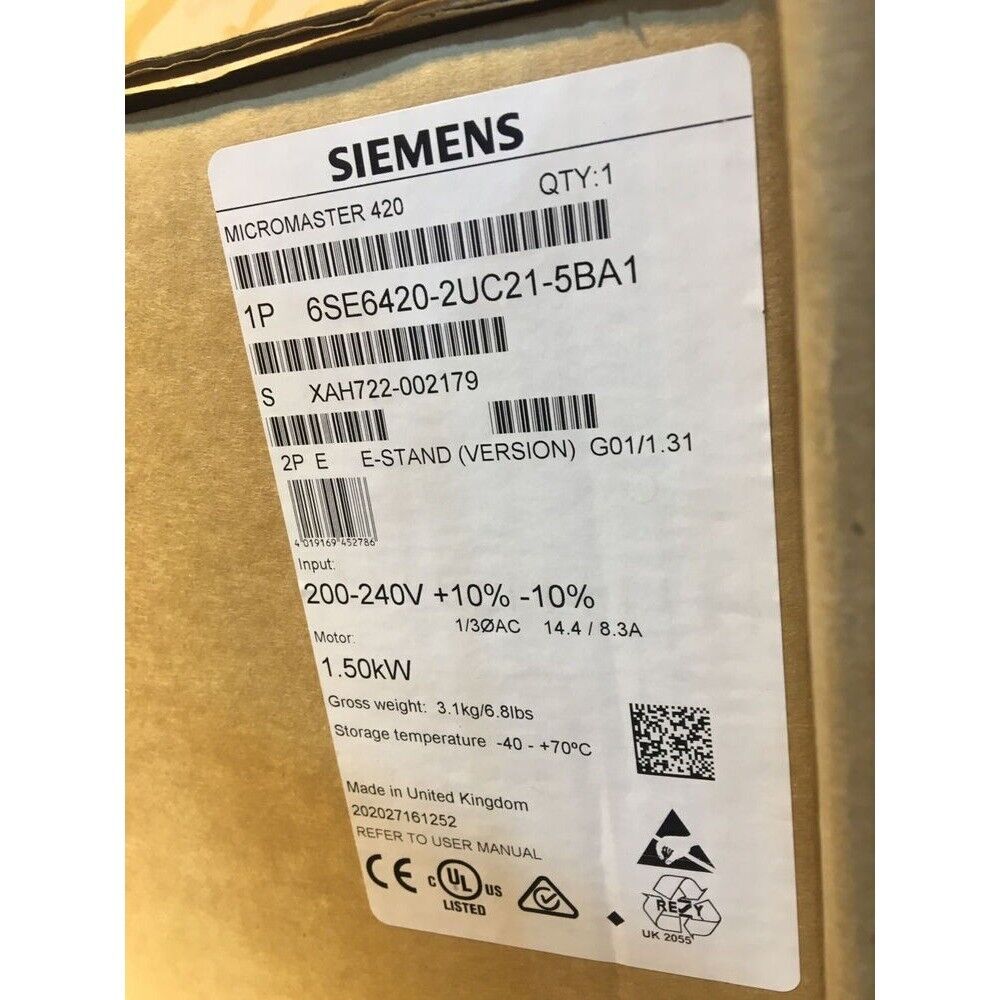 SIEMENS
MICROMASTER 420 QTY:1
1P 6SE6420-2UC21-5BA1
S XAH722-002179
2P E E-STAND (VERSION) G01/1.31
4 019169 452786
Input:
200-240V +10% -10%
1/3ØAC 14.4 / 8.3A
Motor:
1.50kW
Gross weight: 3.1kg/6.8lbs
Storage temperature -40 - +70ºC
Made in United Kingdom
202027161252
REFER TO USER MANUAL
CE c UL US
LISTED
RESY
UK 2055